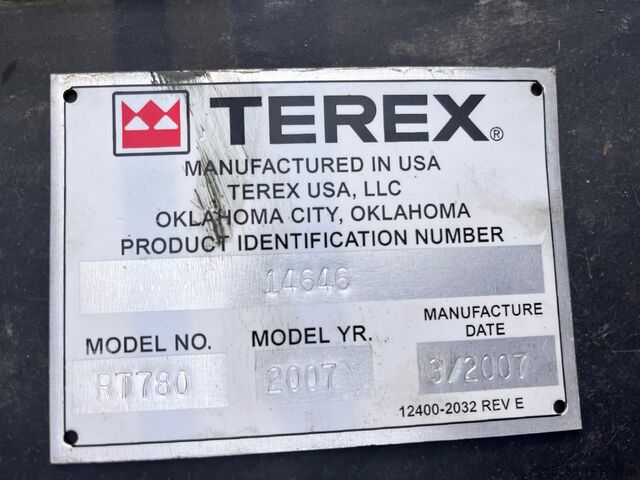 TEREX®
MANUFACTURED IN USA
TEREX USA, LLC
OKLAHOMA CITY, OKLAHOMA
PRODUCT IDENTIFICATION NUMBER
14646
MODEL NO.
RT780
MODEL YR.
2007
MANUFACTURE
DATE
3/2007
12400-2032 REV E